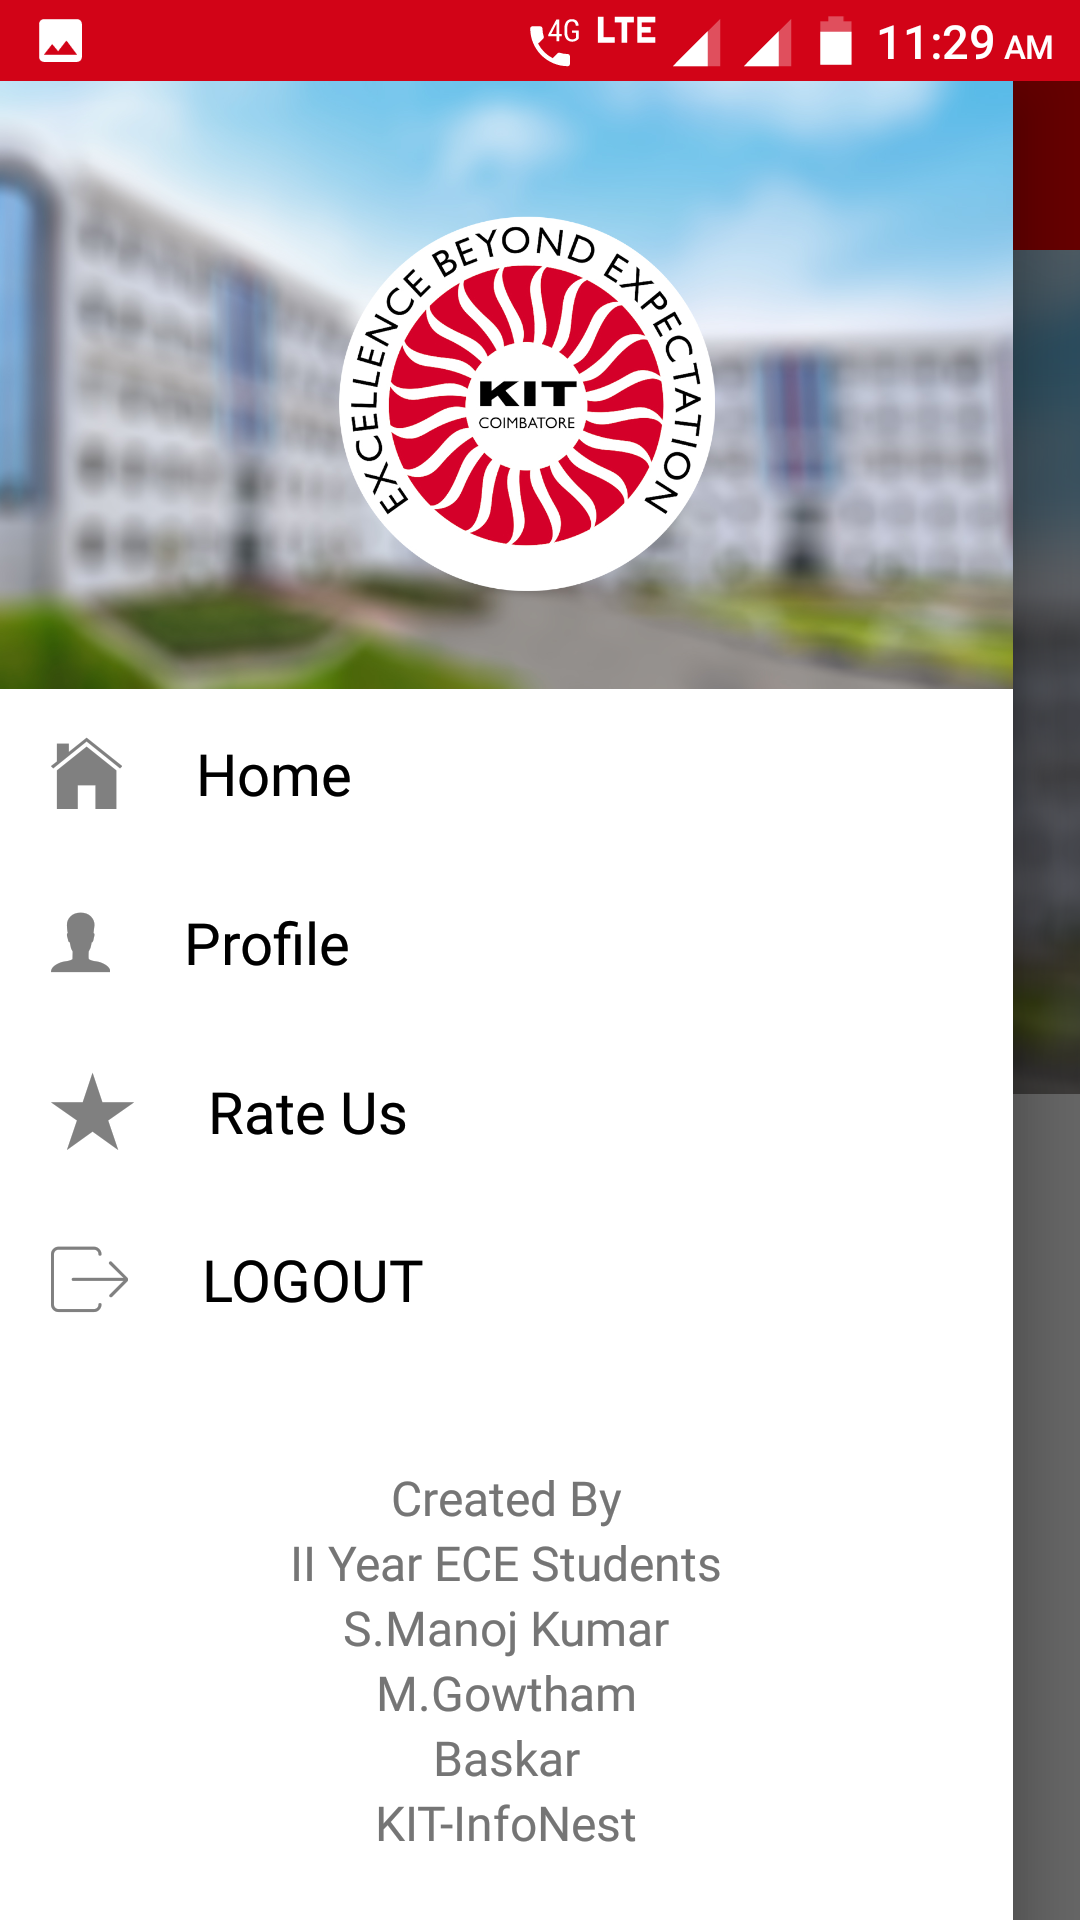 4G LTE 11:29 AM
EXCELLENCE BEYOND EXPECTATION
KIT
COIMBATORE
Home
Profile
Rate Us
LOGOUT
Created By
II Year ECE Students
S.Manoj Kumar
M.Gowtham
Baskar
KIT-InfoNest